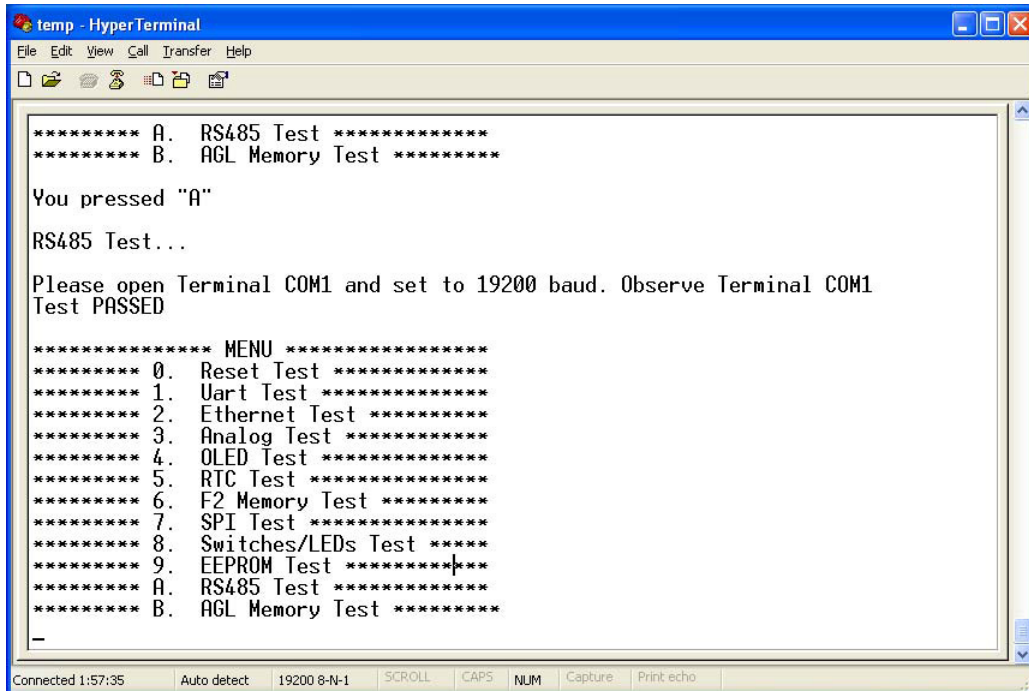 temp - HyperTerminal
File Edit View Call Transfer Help
********* A.  RS485 Test *************
********* B.  AGL Memory Test *********
You pressed "A"
RS485 Test...
Please open Terminal COM1 and set to 19200 baud. Observe Terminal COM1
Test PASSED
*************** MENU *****************
********* 0.  Reset Test *************
********* 1.  Uart Test **************
********* 2.  Ethernet Test **********
********* 3.  Analog Test ************
********* 4.  OLED Test **************
********* 5.  RTC Test ***************
********* 6.  F2 Memory Test *********
********* 7.  SPI Test ***************
********* 8.  Switches/LEDs Test *****
********* 9.  EEPROM Test ************
********* A.  RS485 Test *************
********* B.  AGL Memory Test *********
_
Connected 1:57:35 Auto detect 19200 8-N-1 SCROLL CAPS NUM Capture Print echo